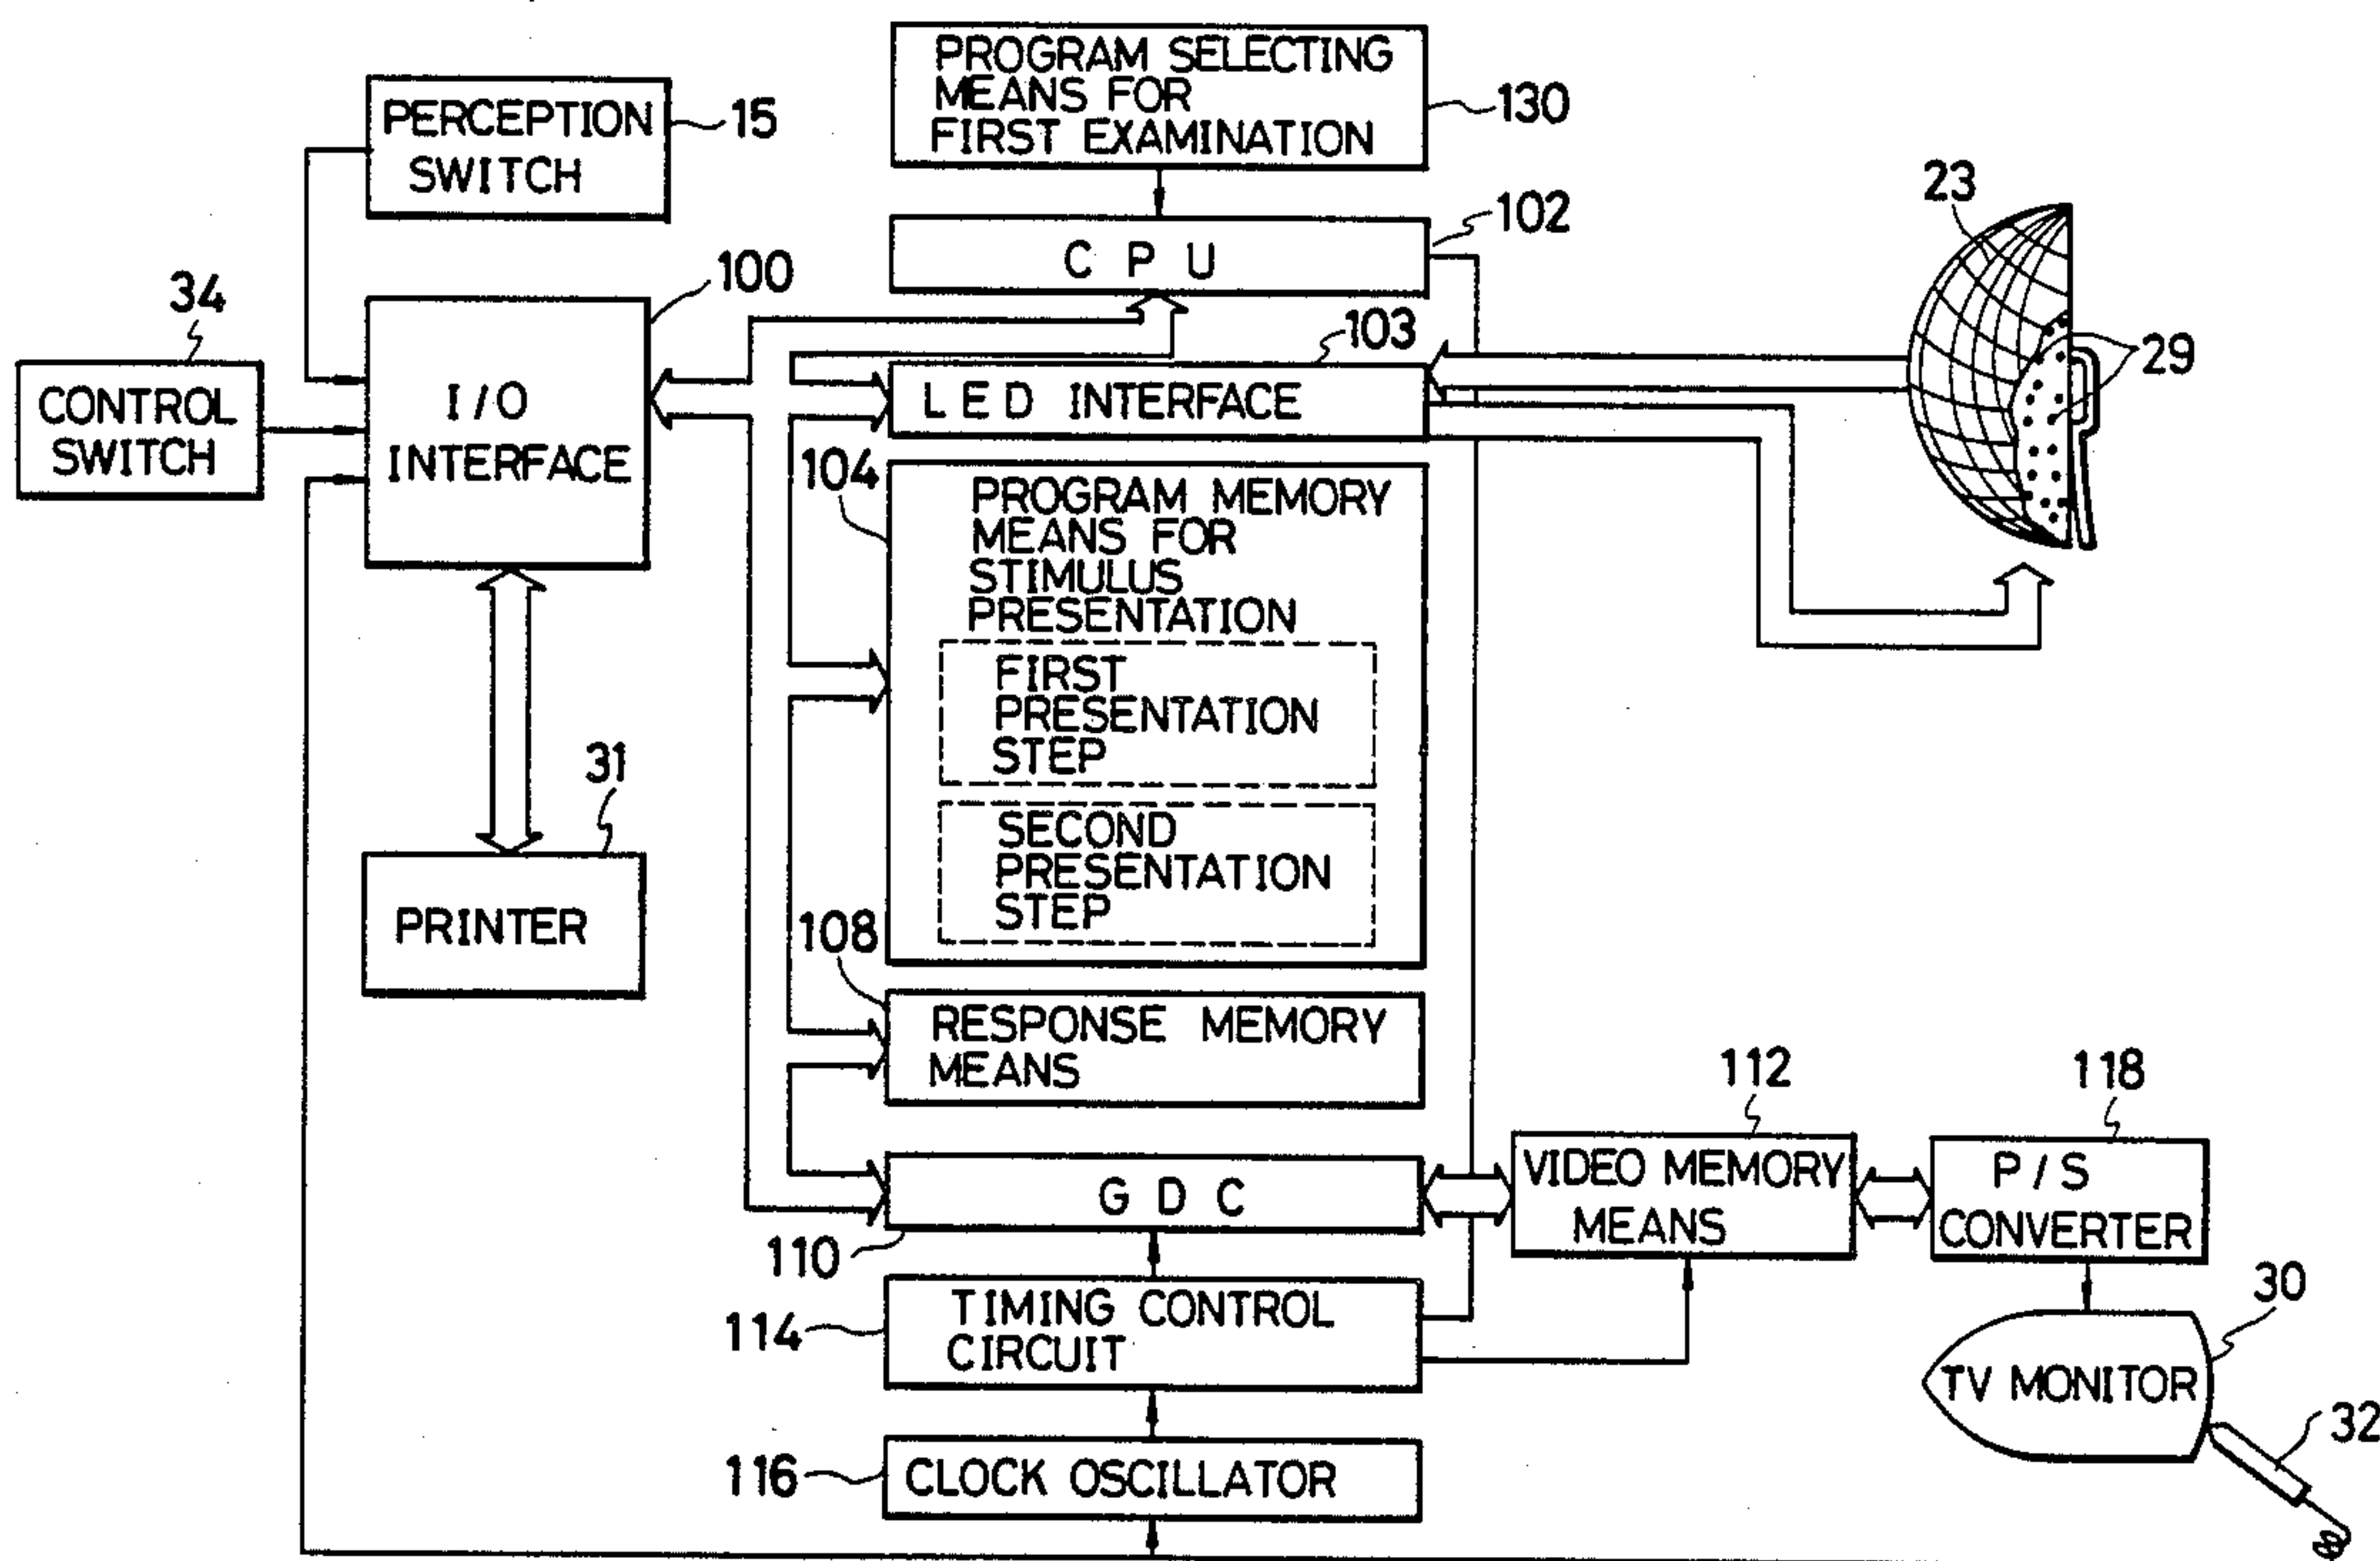 PROGRAM SELECTING
MEANS FOR
FIRST EXAMINATION
130
PERCEPTION
SWITCH
15
23
102
C P U
100
34
103
29
CONTROL
SWITCH
I/O
INTERFACE
LED INTERFACE
104
PROGRAM MEMORY
MEANS FOR
STIMULUS
PRESENTATION
FIRST
PRESENTATION
STEP
31
SECOND
PRESENTATION
STEP
PRINTER
108
RESPONSE MEMORY
MEANS
112
118
G D C
VIDEO MEMORY
MEANS
P/S
CONVERTER
110
30
114
TIMING CONTROL
CIRCUIT
TV MONITOR
32
116
CLOCK OSCILLATOR